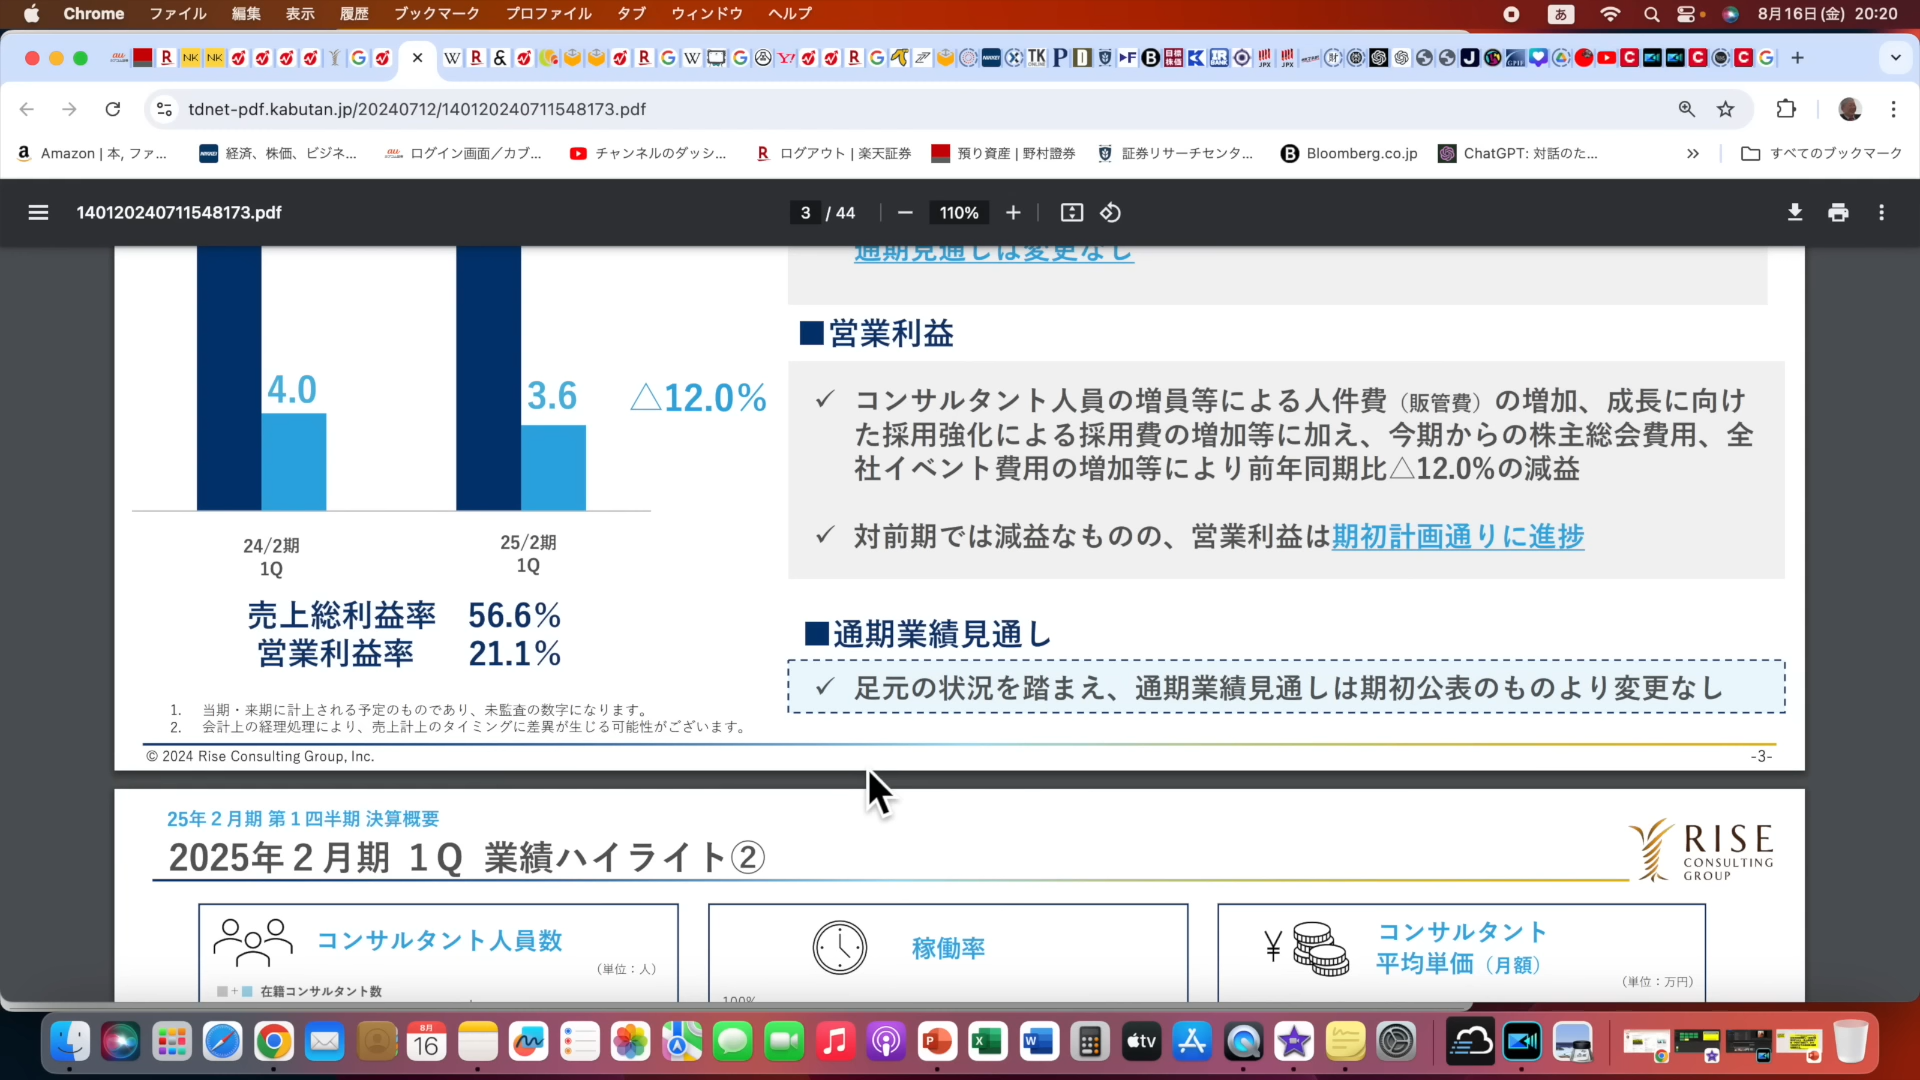 Chrome ファイル 編集 表示 履歴 ブックマーク プロファイル タブ ウィンドウ ヘルプ
あ
8月16日(金) 20:20
tdnet-pdf.kabutan.jp/20240712/140120240711548173.pdf
Amazon | 本, ファ...
経済、株価、ビジネ...
ログイン画面／カブ...
チャンネルのダッシ...
ログアウト | 楽天証券
預り資産 | 野村證券
証券リサーチセンタ...
Bloomberg.co.jp
ChatGPT: 対話のた...
»
すべてのブックマーク
140120240711548173.pdf
3 / 44
110%
通期見通しは変更なし
■営業利益
4.0
3.6
△12.0%
✓ コンサルタント人員の増員等による人件費（販管費）の増加、成長に向け
た採用強化による採用費の増加等に加え、今期からの株主総会費用、全
社イベント費用の増加等により前年同期比△12.0%の減益
✓ 対前期では減益なものの、営業利益は期初計画通りに進捗
24/2期
1Q
25/2期
1Q
売上総利益率 56.6%
営業利益率 21.1%
■通期業績見通し
✓ 足元の状況を踏まえ、通期業績見通しは期初公表のものより変更なし
1. 当期・来期に計上される予定のものであり、未監査の数字になります。
2. 会計上の経理処理により、売上計上のタイミングに差異が生じる可能性がございます。
© 2024 Rise Consulting Group, Inc.
-3-
25年２月期 第１四半期 決算概要
2025年２月期 １Q 業績ハイライト②
RISE
CONSULTING
GROUP
コンサルタント人員数
（単位：人）
+ 在籍コンサルタント数
稼働率
100%
コンサルタント
平均単価（月額）
（単位：万円）
8月
16
tv